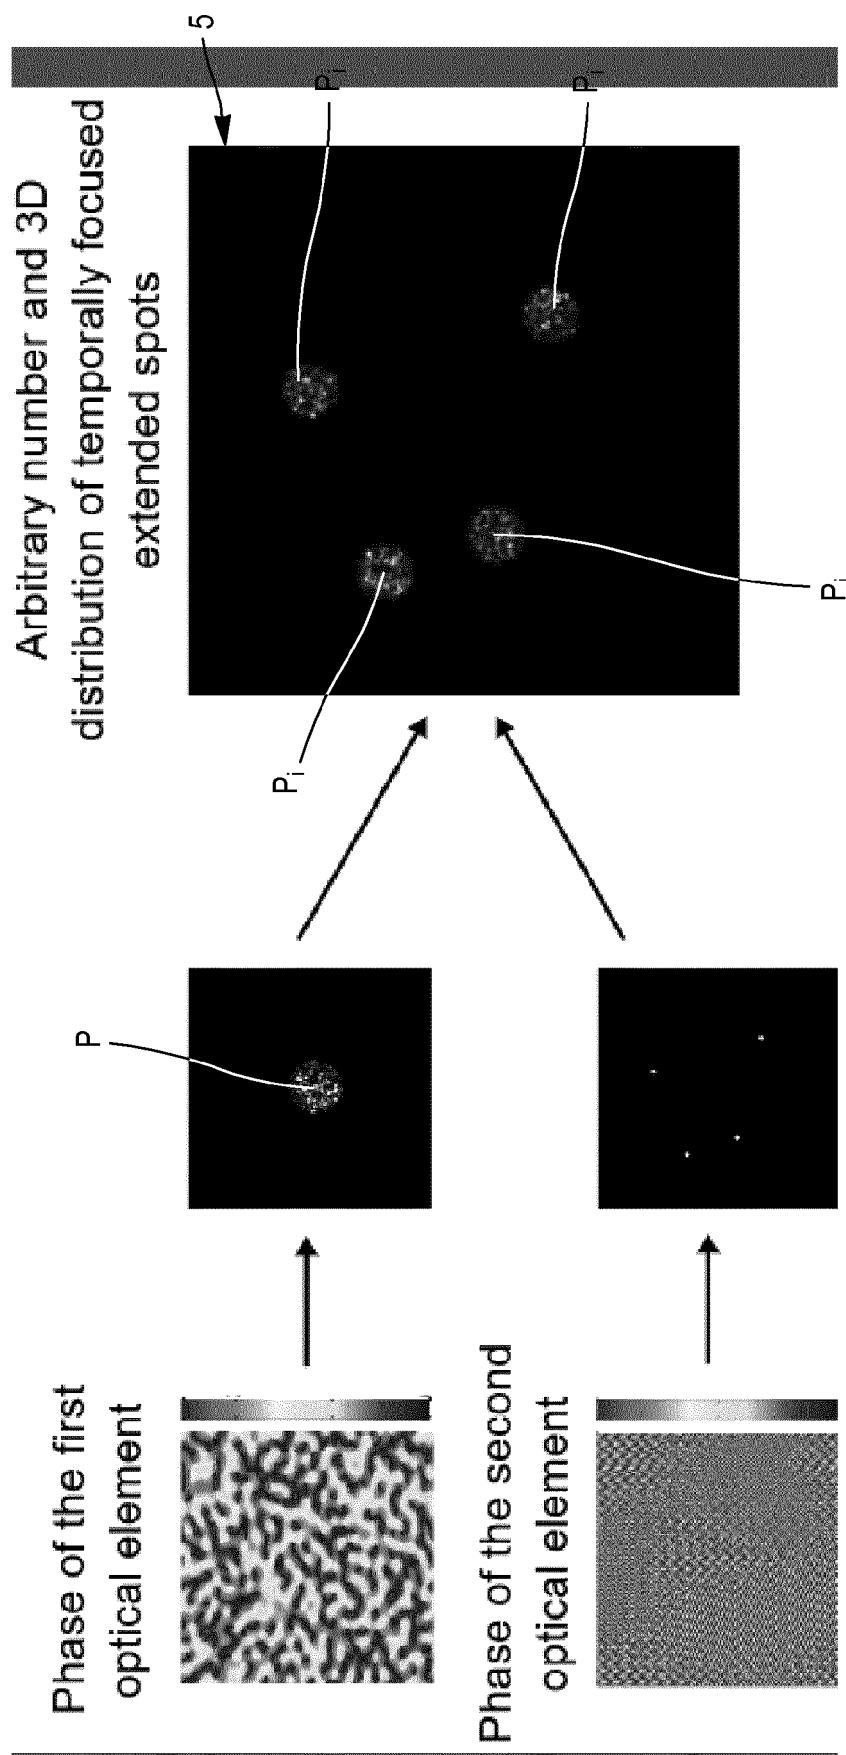 Phase of the first
optical element
P
Phase of the second
optical element
Arbitrary number and 3D
distribution of temporally focused
extended spots
5
Pi
Pi
Pi
Pi